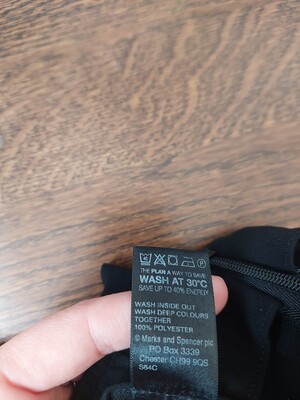 THE PLAN A WAY TO SAVE
WASH AT 30°C
SAVE UP TO 40% ENERGY
WASH INSIDE OUT
WASH DEEP COLOURS
TOGETHER
100% POLYESTER
© Marks and Spencer plc
PO Box 3339
Chester CH99 9QS
S64C